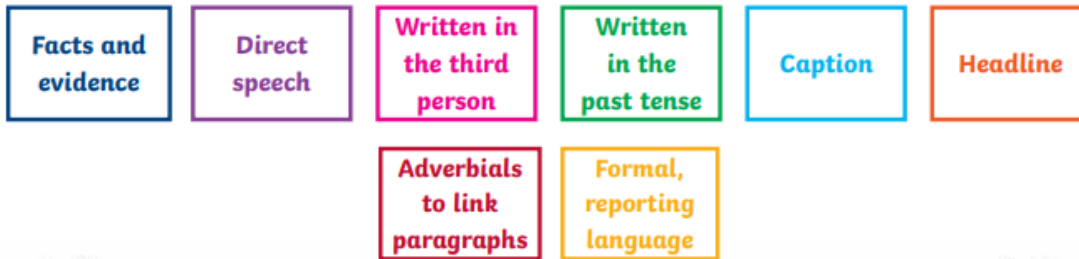 Facts and
evidence
Direct
speech
Written in
the third
person
Written
in the
past tense
Caption
Headline
Adverbials
to link
paragraphs
Formal,
reporting
language